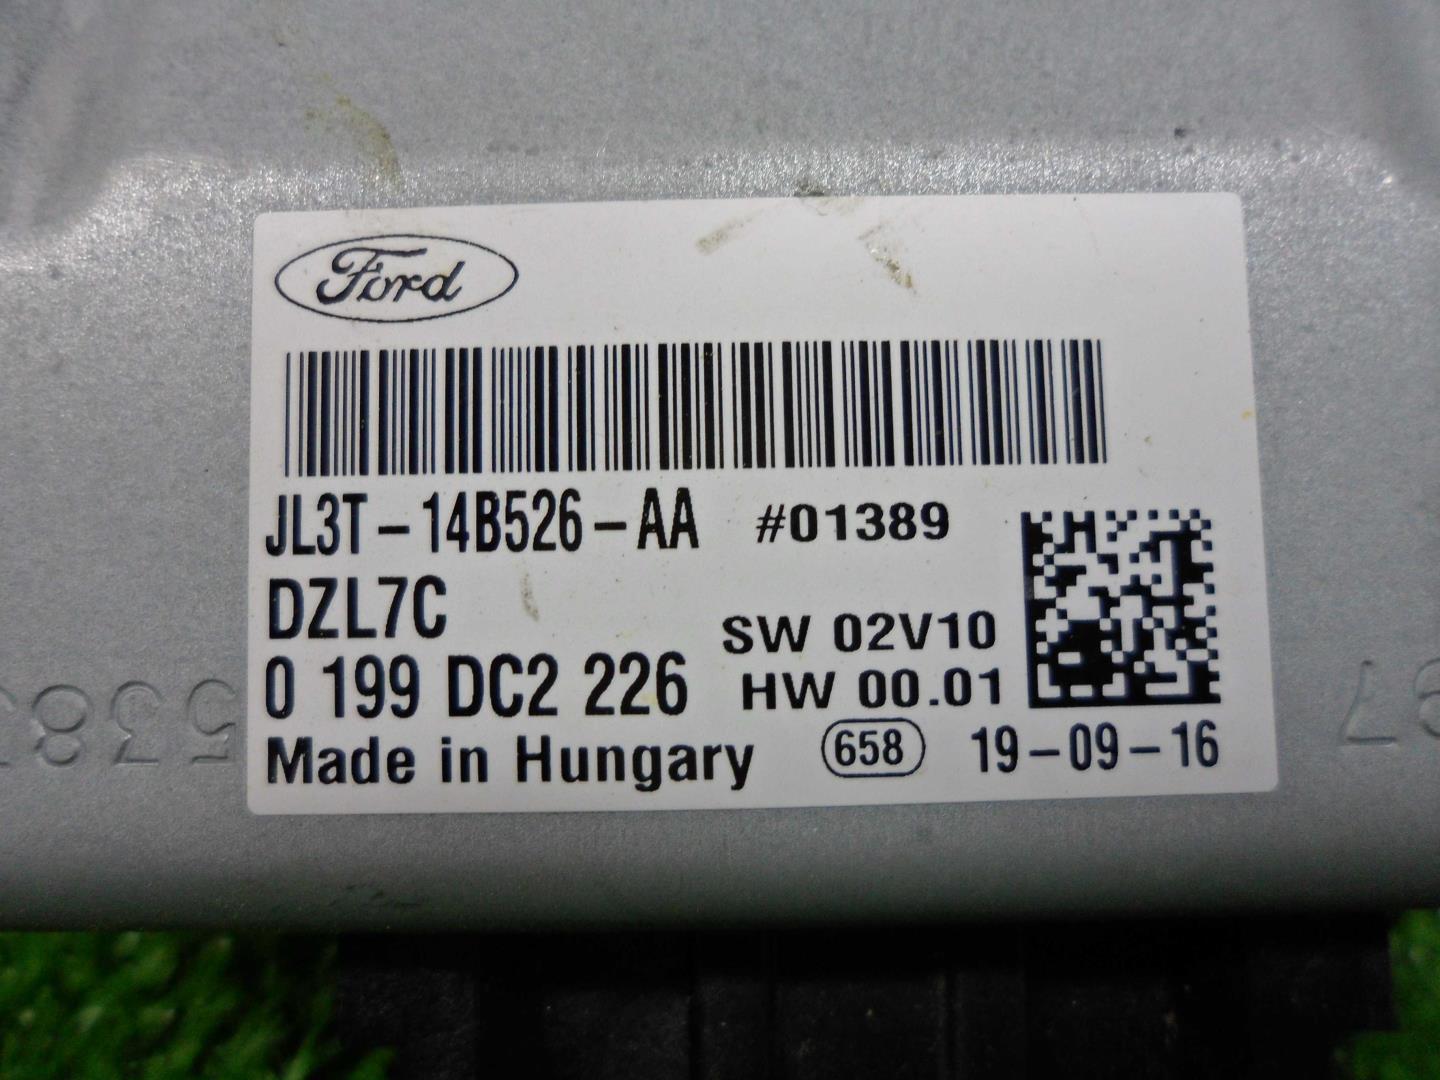 Ford
JL3T-14B526-AA #01389
DZL7C
SW 02V10
0 199 DC2 226
HW 00.01
Made in Hungary 658 19-09-16